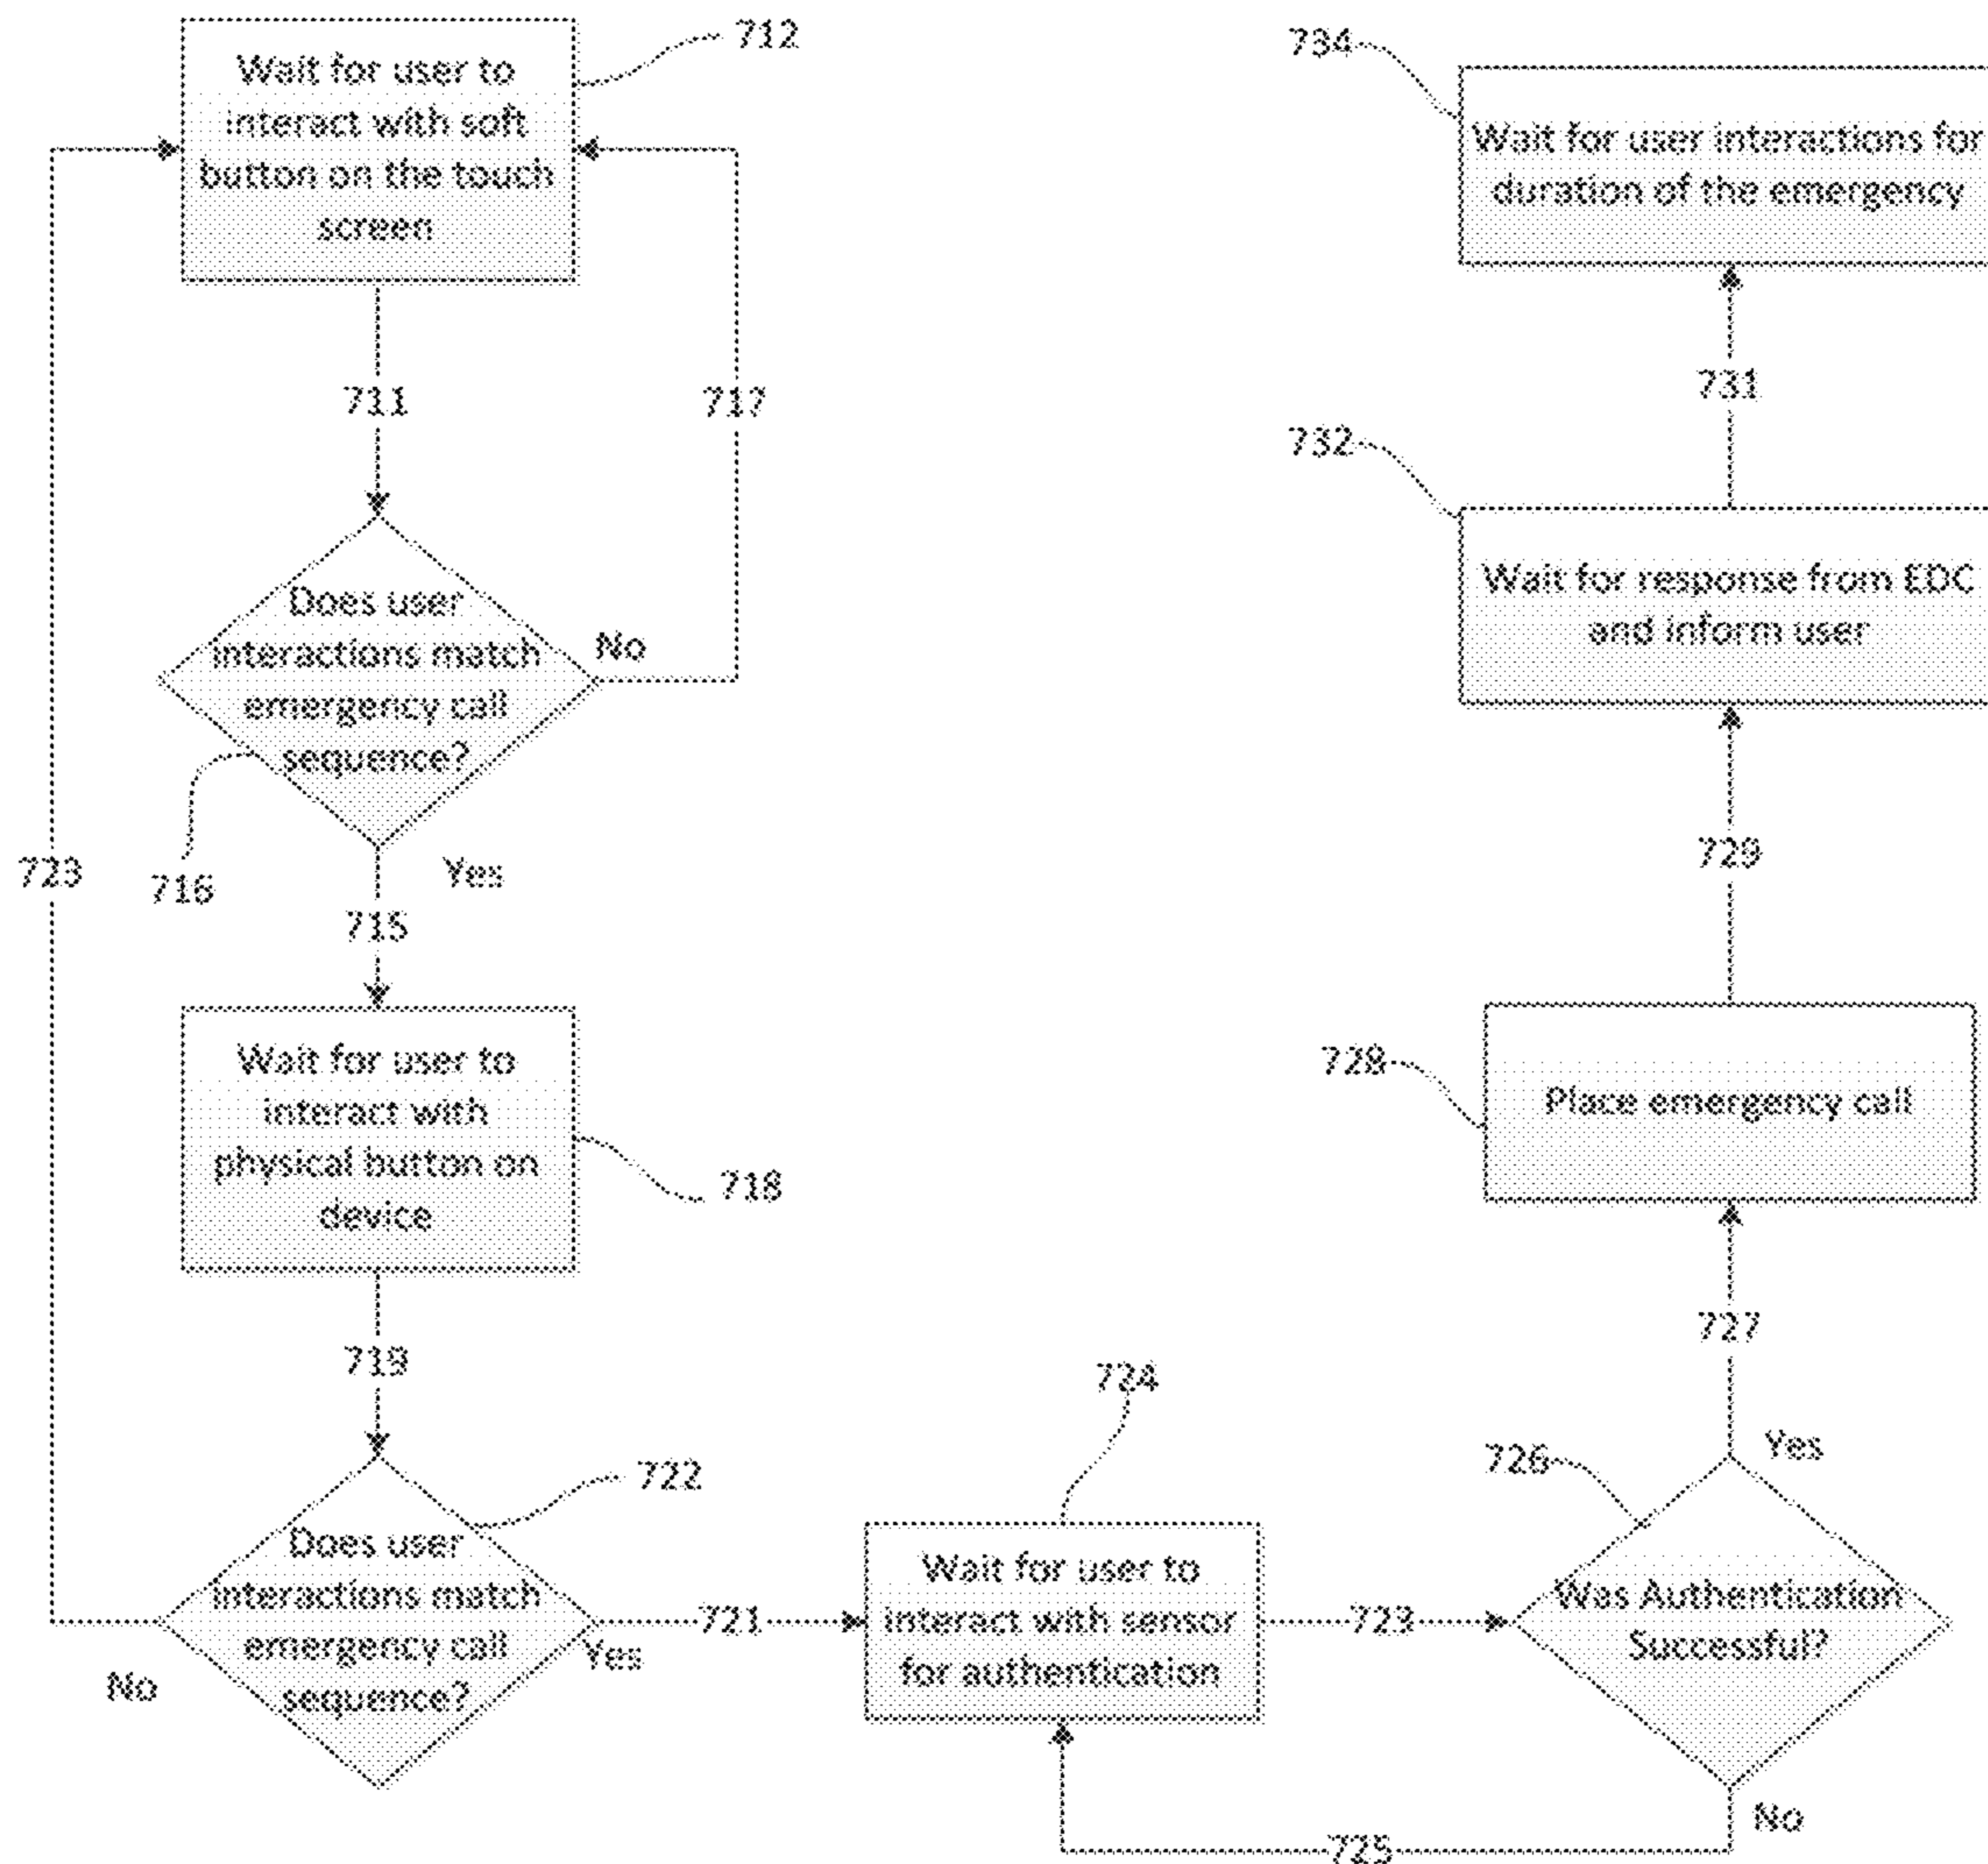 712
Wait for user to
interact with soft
button on the touch
screen
711
717
Does user
interactions match
emergency call
sequence?
No
716
Yes
715
723
Wait for user to
interact with
physical button on
device
718
719
722
Does user
interactions match
emergency call
sequence?
No
Yes
721
724
Wait for user to
interact with sensor
for authentication
723
726
Was Authentication
Successful?
Yes
No
725
727
728
Place emergency call
729
732
Wait for response from EDC
and inform user
731
734
Wait for user interactions for
duration of the emergency